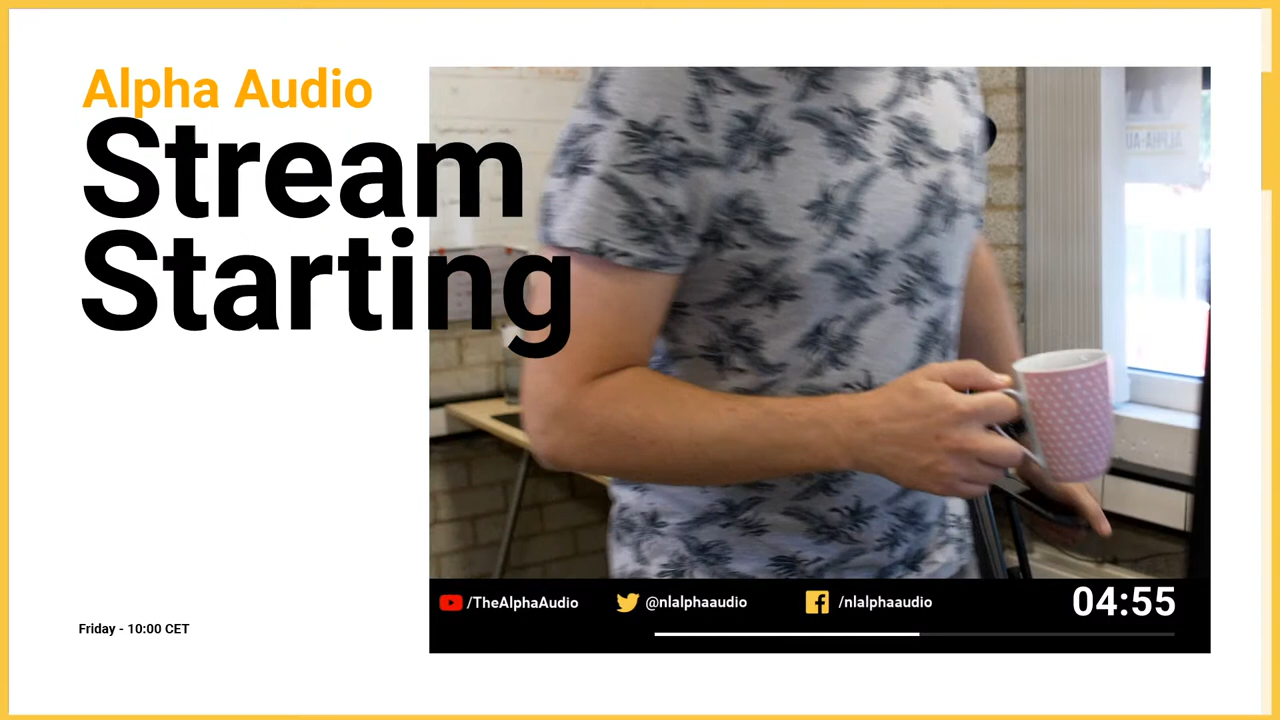 Alpha Audio
Stream
Starting
/TheAlphaAudio
@nlalphaaudio
/nlalphaaudio
04:55
Friday - 10:00 CET